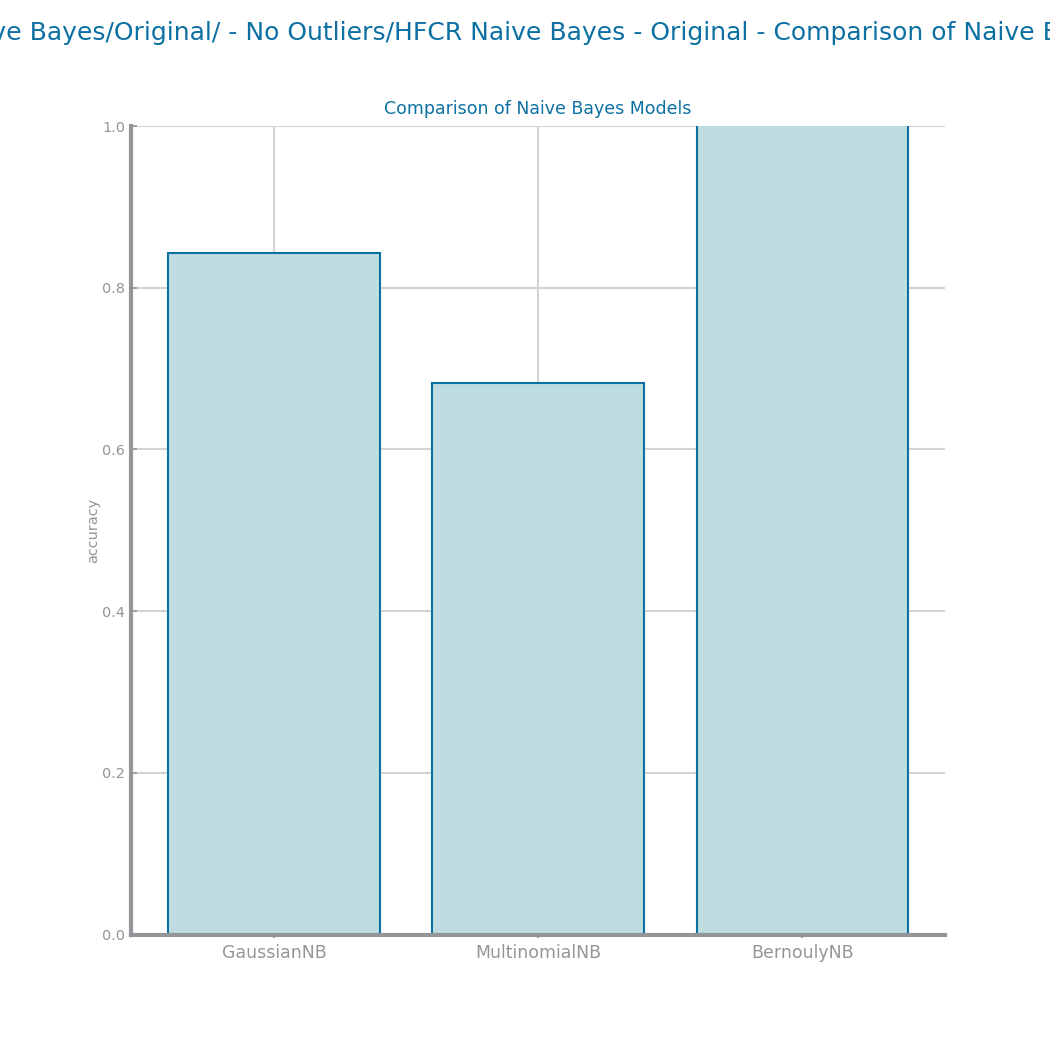 ve Bayes/Original/ - No Outliers/HFCR Naive Bayes - Original - Comparison of Naive
Comparison of Naive Bayes Models
1.0
0.8
0.6
0.4
0.2
0.0
accuracy
GaussianNB MultinomialNB BernoulyNB